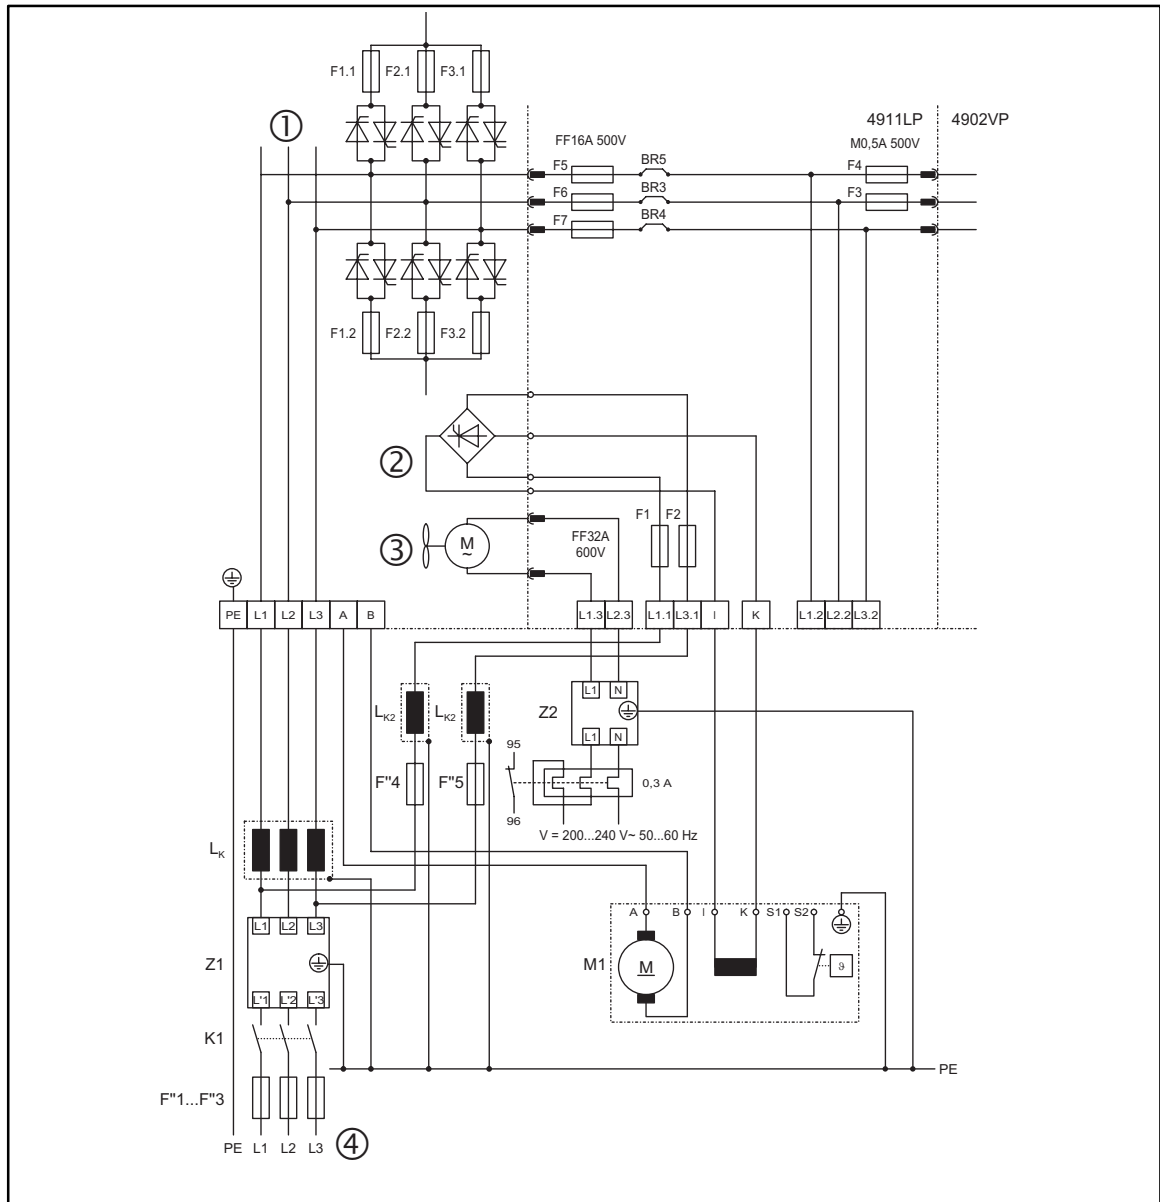 F1.1 F2.1 F3.1
① 4911LP 4902VP
FF16A 500V M0,5A 500V
F5 BR5 F4
F6 BR3 F3
F7 BR4
F1.2 F2.2 F3.2
②
F1 F2
③ M ~ FF32A
600V
PE L1 L2 L3 A B L1.3 L2.3 L1.1 L3.1 I K L1.2 L2.2 L3.2
L1 N
LK2 LK2 Z2
L1 N
95
F"4 F"5 0,3 A
96
V = 200...240 V~ 50...60 Hz
LK
A B I K S1 S2
L1 L2 L3
Z1 M1 M ϑ
L'1 L'2 L'3
K1
PE
F"1...F"3
PE L1 L2 L3 ④